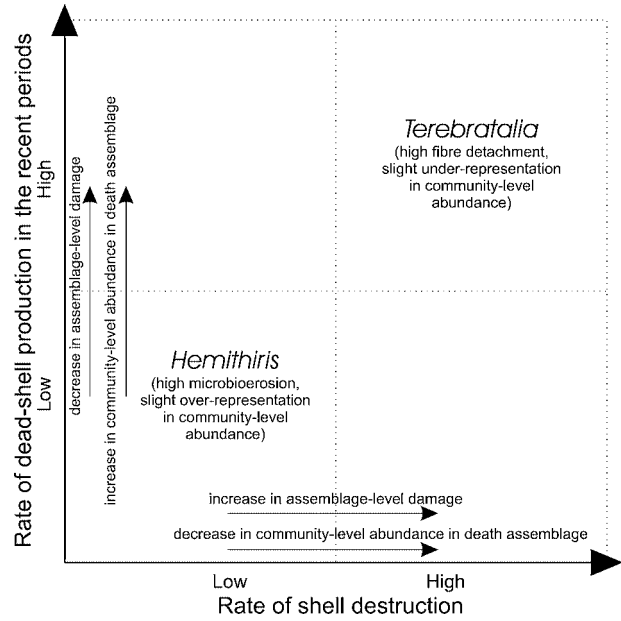 Rate of dead-shell production in the recent periods
High
Low
decrease in assemblage-level damage
increase in community-level abundance in death assemblage
Terebratalia
(high fibre detachment,
slight under-representation
in community-level
abundance)
Hemithiris
(high microbioerosion,
slight over-representation
in community-level
abundance)
increase in assemblage-level damage
decrease in community-level abundance in death assemblage
Low
High
Rate of shell destruction